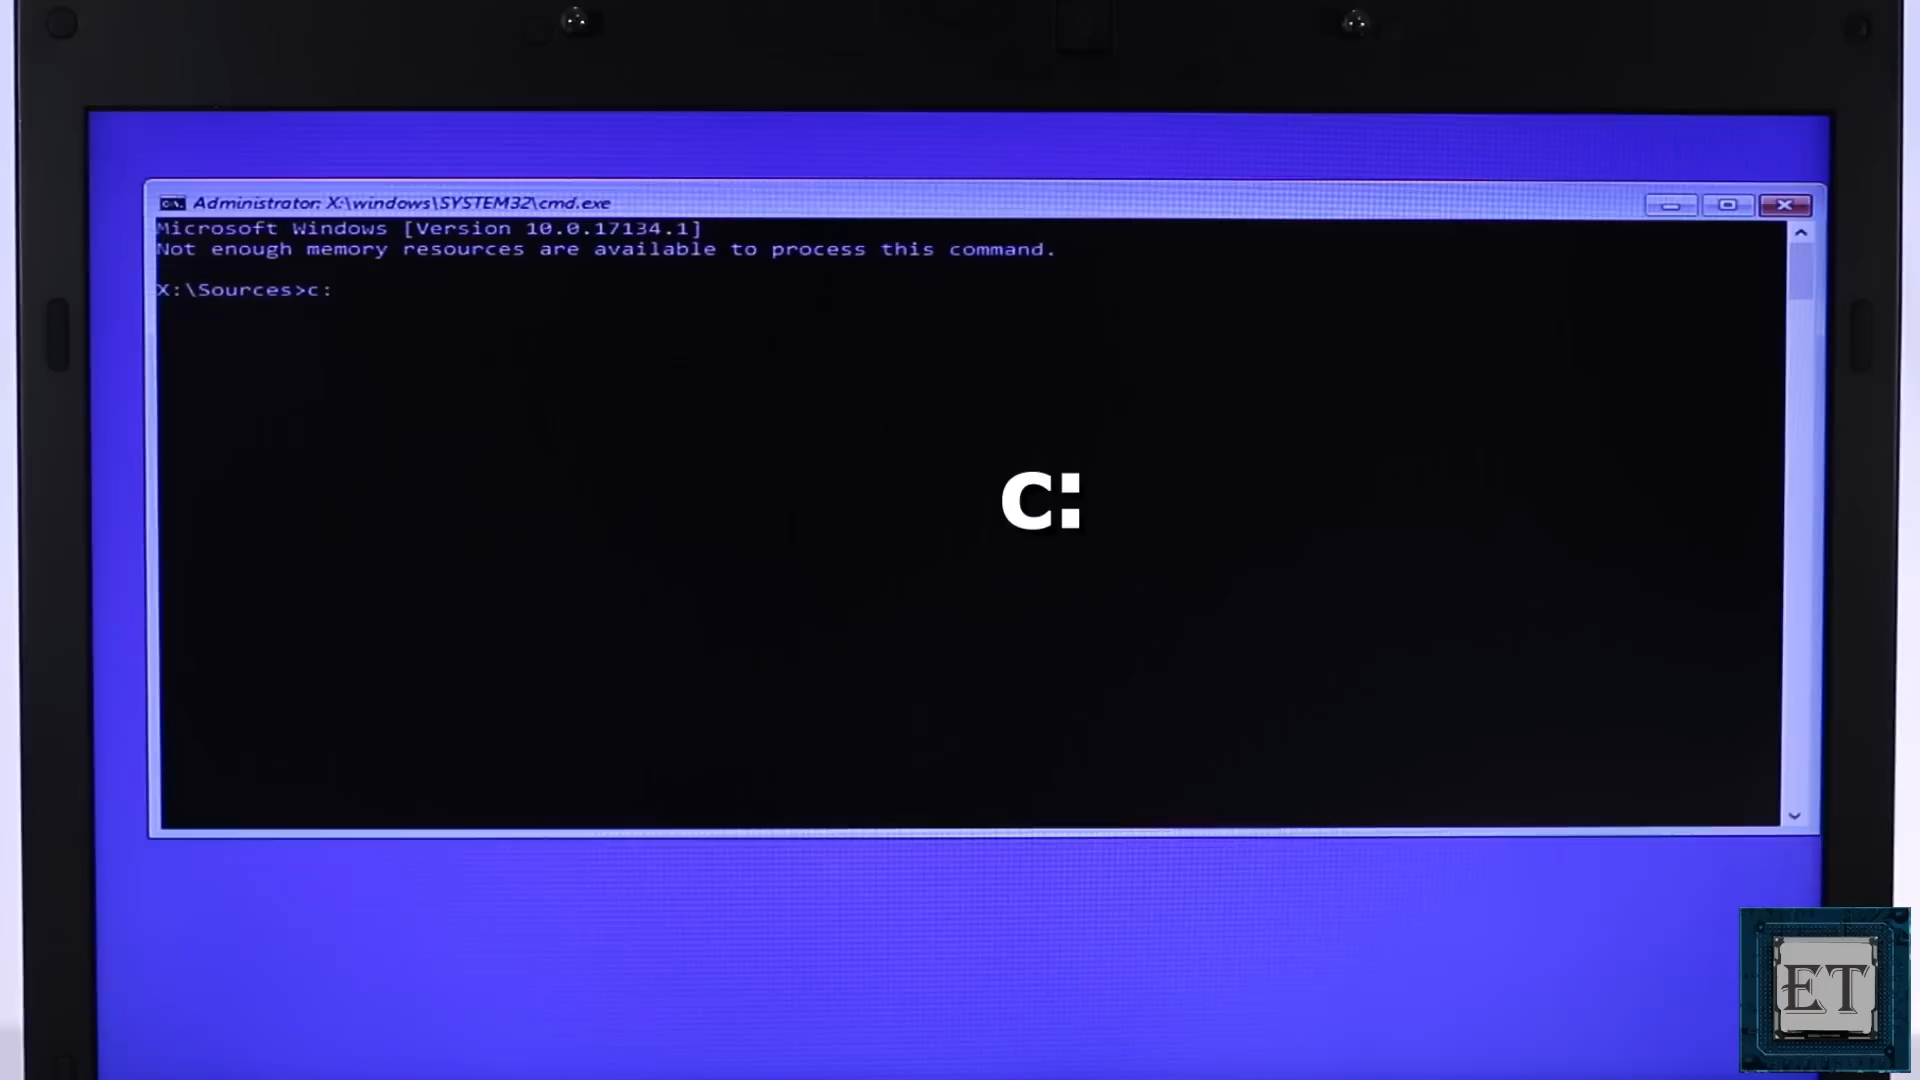 Administrator: X:\windows\SYSTEM32\cmd.exe
Microsoft Windows [Version 10.0.17134.1]
Not enough memory resources are available to process this command.
X:\Sources>c:
c:
ET